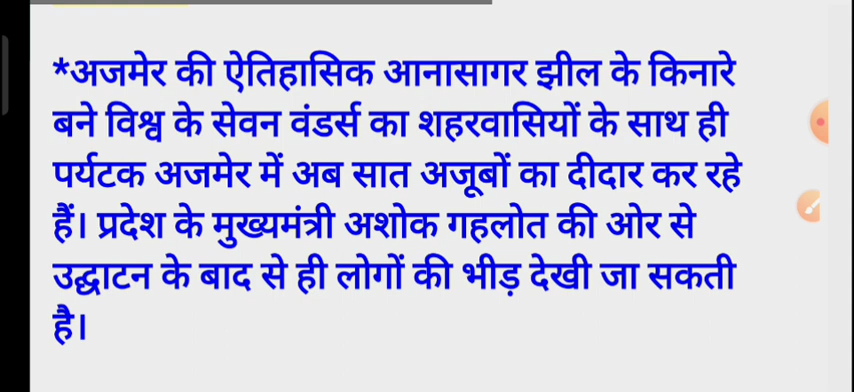 *अजमेर की ऐतिहासिक आनासागर झील के किनारे
बने विश्व के सेवन वंडर्स का शहरवासियों के साथ ही
पर्यटक अजमेर में अब सात अजूबों का दीदार कर रहे
हैं। प्रदेश के मुख्यमंत्री अशोक गहलोत की ओर से
उद्घाटन के बाद से ही लोगों की भीड़ देखी जा सकती
है।